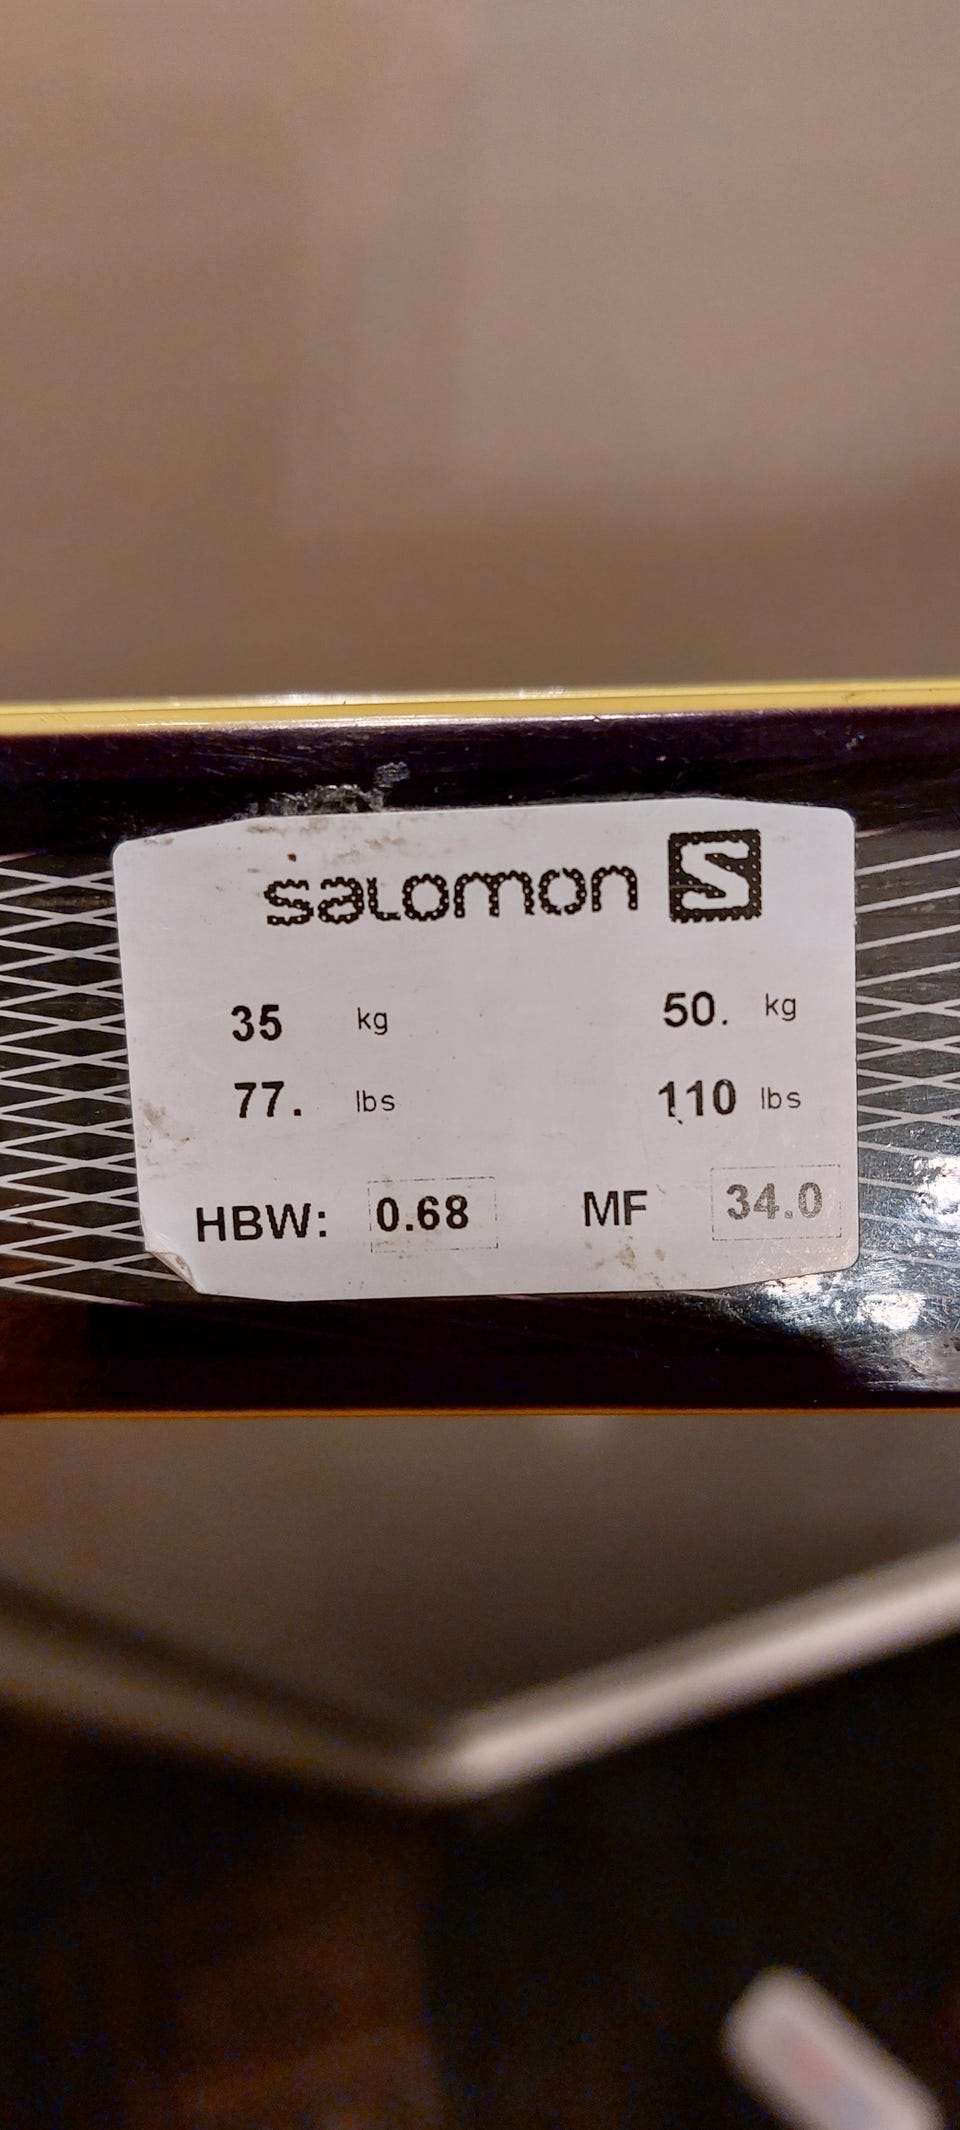 salomon S
35 kg 50. kg
77. lbs 110 lbs
HBW: 0.68 MF 34.0